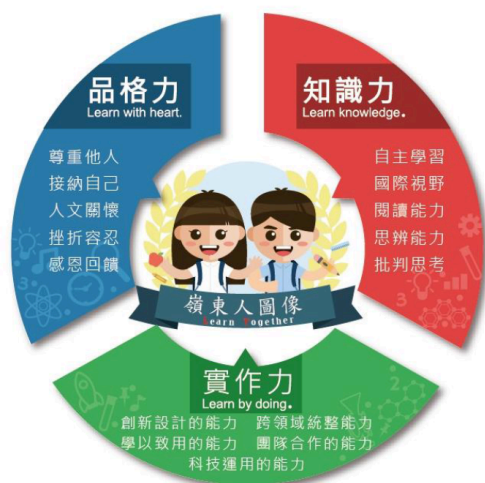 品格力
Learn with heart.
尊重他人
接納自己
人文關懷
挫折容忍
感恩回饋
知識力
Learn knowledge.
自主學習
國際視野
閱讀能力
思辨能力
批判思考
嶺東人圖像
Learn Together
實作力
Learn by doing.
創新設計的能力 跨領域統整能力
學以致用的能力 團隊合作的能力
科技運用的能力